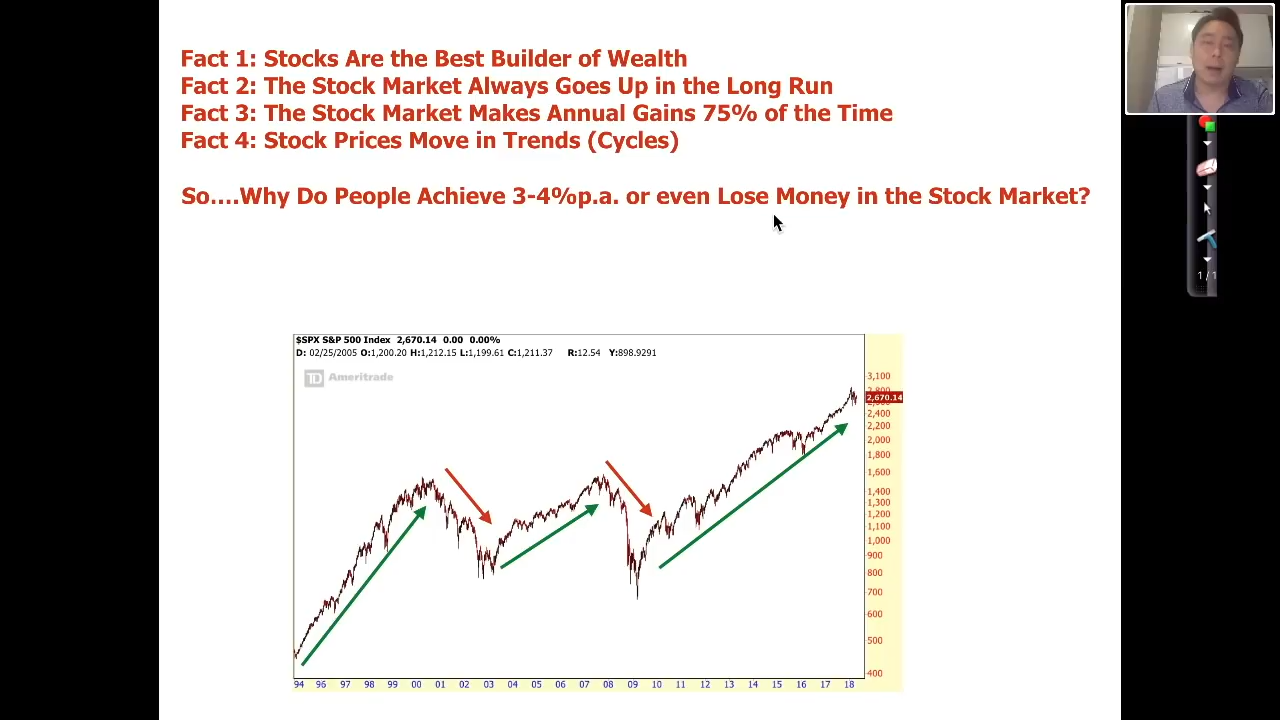 Fact 1: Stocks Are the Best Builder of Wealth
Fact 2: The Stock Market Always Goes Up in the Long Run
Fact 3: The Stock Market Makes Annual Gains 75% of the Time
Fact 4: Stock Prices Move in Trends (Cycles)
So....Why Do People Achieve 3-4%p.a. or even Lose Money in the Stock Market?
1 / 1
$SPX S&P 500 Index 2,670.14 0.00 0.00%
D: 02/25/2005 O:1,200.20 H:1,212.15 L:1,199.61 C:1,211.37 R:12.54 Y:898.9291
TD Ameritrade
3,100
2,670.14
2,400
2,200
2,000
1,800
1,600
1,400
1,300
1,200
1,100
1,000
900
800
700
600
500
400
94 96 97 98 99 00 01 02 03 04 05 06 07 08 09 10 11 12 13 14 15 16 17 18